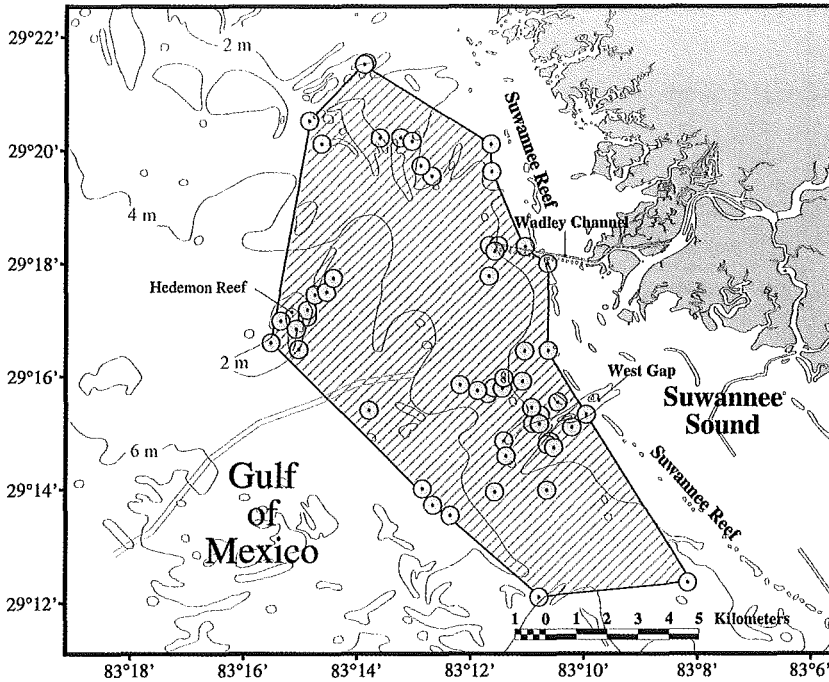 29°22'
2 m
Suwannee Reef
29°20'
4 m
Wadley Channel
29°18'
Hedemon Reef
2 m
West Gap
29°16'
Suwannee
Sound
6 m
Suwannee Reef
Gulf
of
Mexico
29°14'
29°12'
1 0 1 2 3 4 5 Kilometers
83°18' 83°16' 83°14' 83°12' 83°10' 83°8' 83°6'